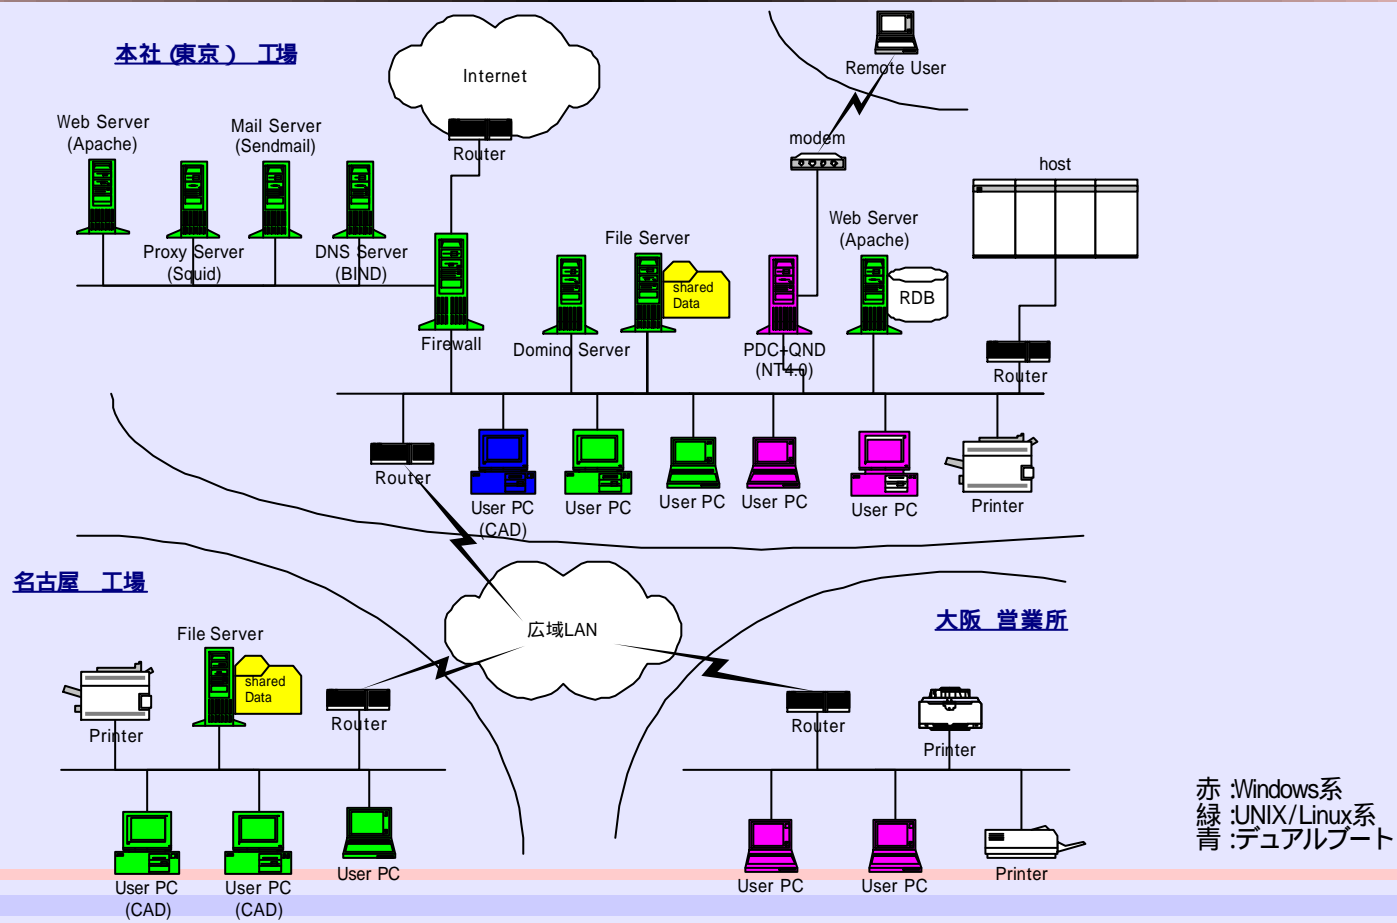 本社(東京) 工場
Internet
Remote User
Router
modem
host
Web Server
(Apache)
Mail Server
(Sendmail)
Proxy Server
(Squid)
DNS Server
(BIND)
Firewall
Domino Server
File Server
shared
Data
PDC+QND
(NT4.0)
Web Server
(Apache)
RDB
Router
Router
User PC
(CAD)
User PC
User PC
User PC
User PC
Printer
名古屋 工場
広域LAN
大阪 営業所
File Server
shared
Data
Printer
Router
User PC
(CAD)
User PC
(CAD)
User PC
Router
Printer
User PC
User PC
Printer
赤:Windows系
緑:UNIX/Linux系
青:デュアルブート